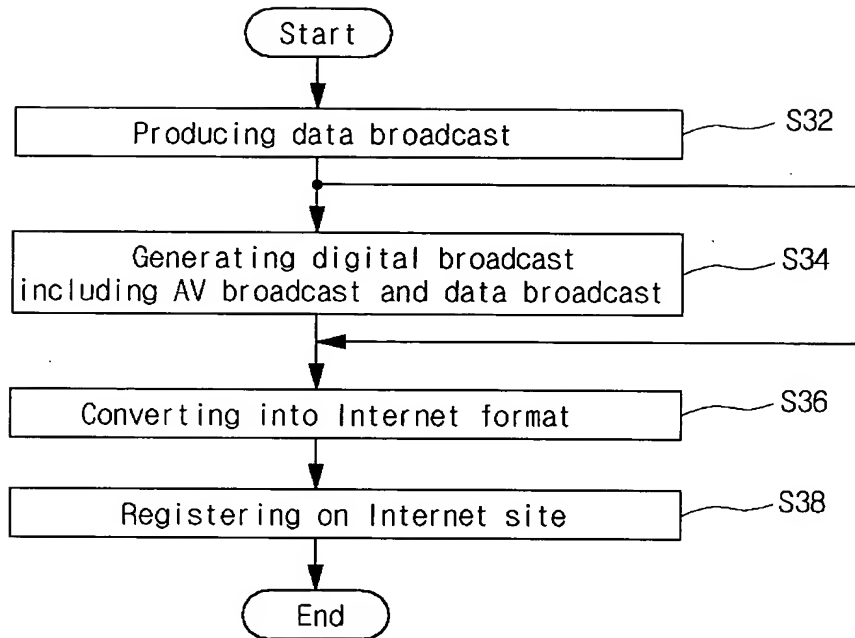 Start
Producing data broadcast
S32
Generating digital broadcast
including AV broadcast and data broadcast
S34
Converting into Internet format
S36
Registering on Internet site
S38
End